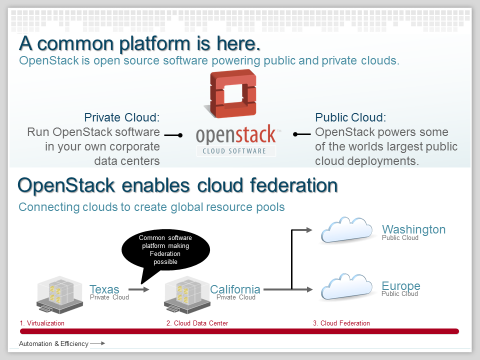 A common platform is here.
OpenStack is open source software powering public and private clouds.
Private Cloud:
Run OpenStack software
in your own corporate
data centers
openstack
CLOUD SOFTWARE
Public Cloud:
OpenStack powers some
of the worlds largest public
cloud deployments.
OpenStack enables cloud federation
Connecting clouds to create global resource pools
Common software
platform making
Federation
possible
Texas
Private Cloud
California
Private Cloud
Washington
Public Cloud
Europe
Public Cloud
1. Virtualization
2. Cloud Data Center
3. Cloud Federation
Automation & Efficiency